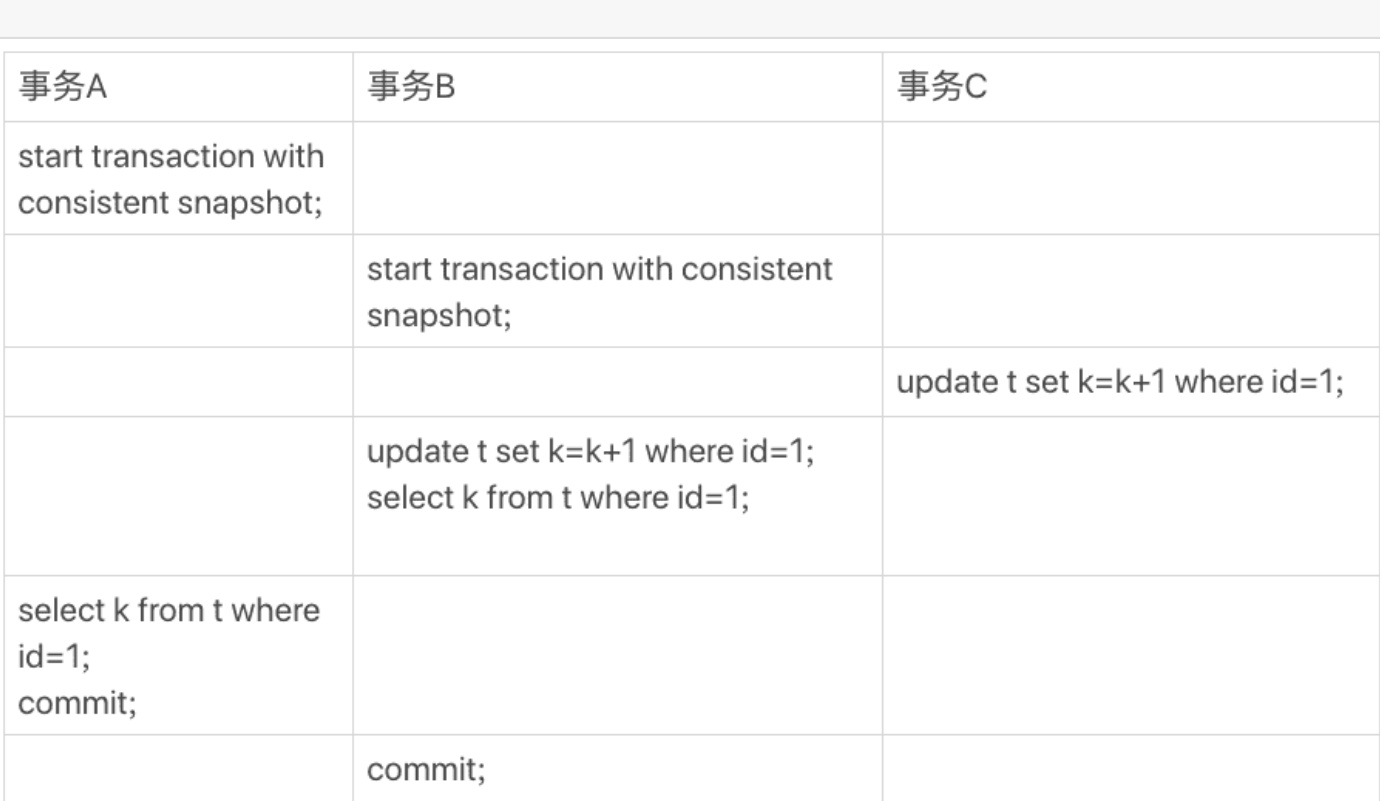 事务A
事务B
事务C
start transaction with
consistent snapshot;
start transaction with consistent
snapshot;
update t set k=k+1 where id=1;
update t set k=k+1 where id=1;
select k from t where id=1;
select k from t where
id=1;
commit;
commit;